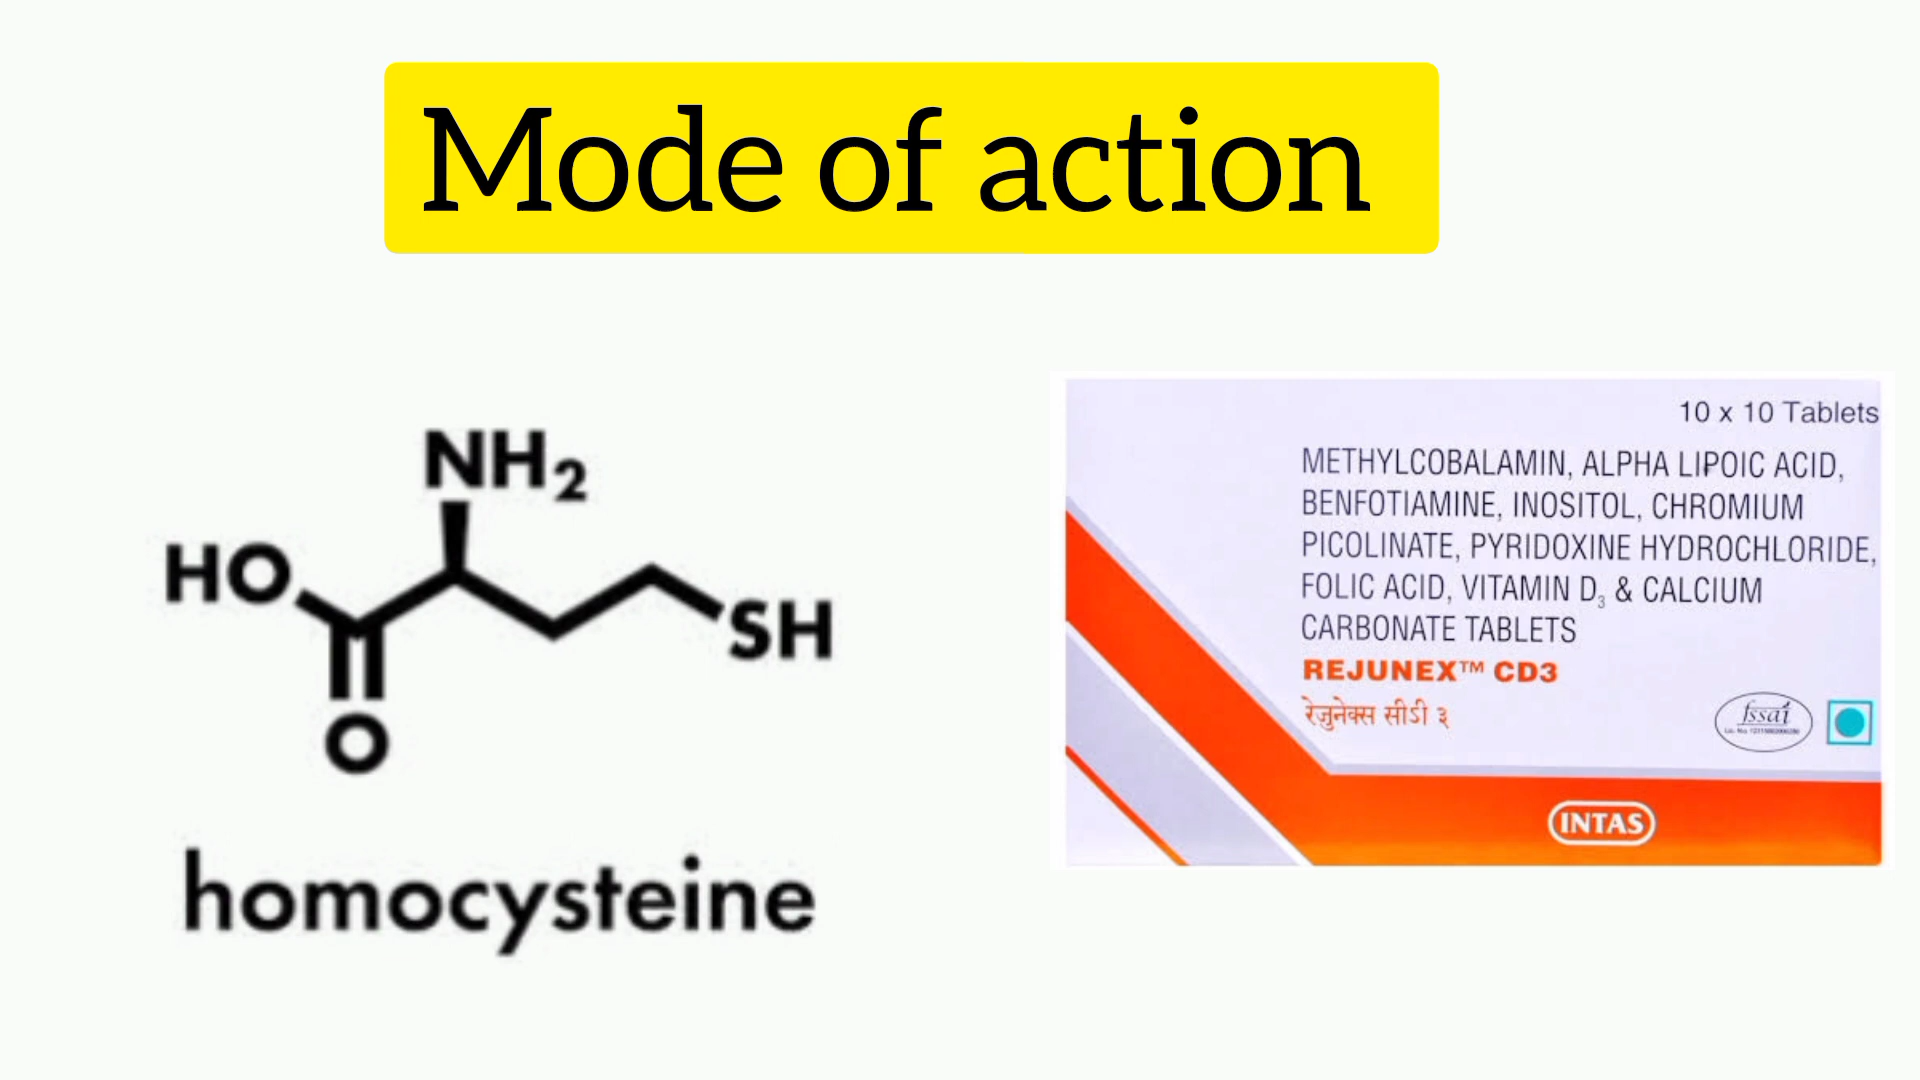 Mode of action
NH2
HO
SH
O
homocysteine
10 x 10 Tablets
METHYLCOBALAMIN, ALPHA LIPOIC ACID,
BENFOTIAMINE, INOSITOL, CHROMIUM
PICOLINATE, PYRIDOXINE HYDROCHLORIDE,
FOLIC ACID, VITAMIN D3 & CALCIUM
CARBONATE TABLETS
REJUNEX™ CD3
रेजुनेक्स सीडी ३
fssai
INTAS